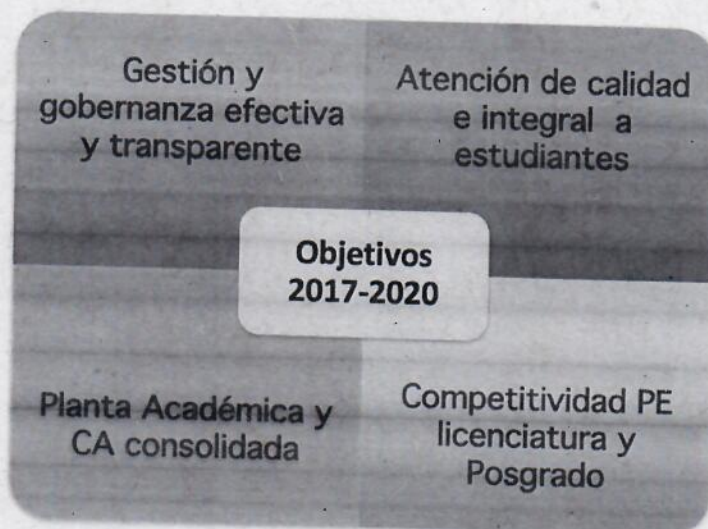 Gestión y
gobernanza efectiva
y transparente
Atención de calidad
e integral a
estudiantes
Objetivos
2017-2020
Planta Académica y
CA consolidada
Competitividad PE
licenciatura y
Posgrado